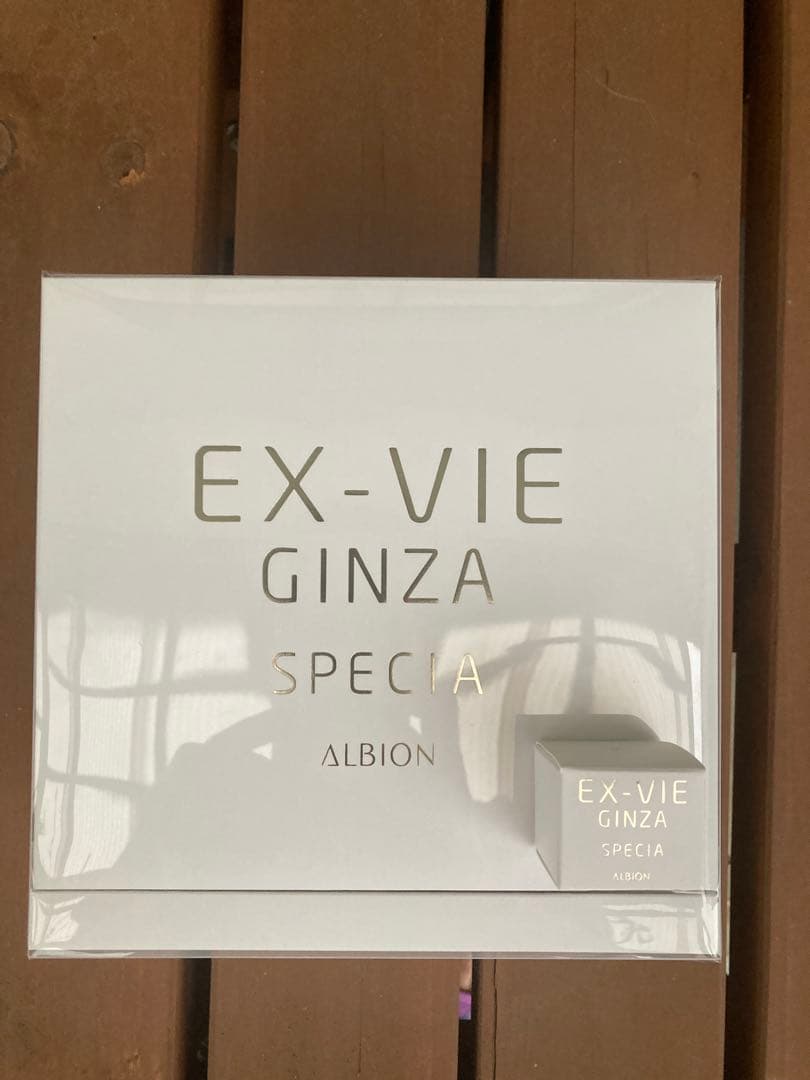 EX-VIE
GINZA
SPECIA
ALBION
EX-VIE
GINZA
SPECIA
ALBION